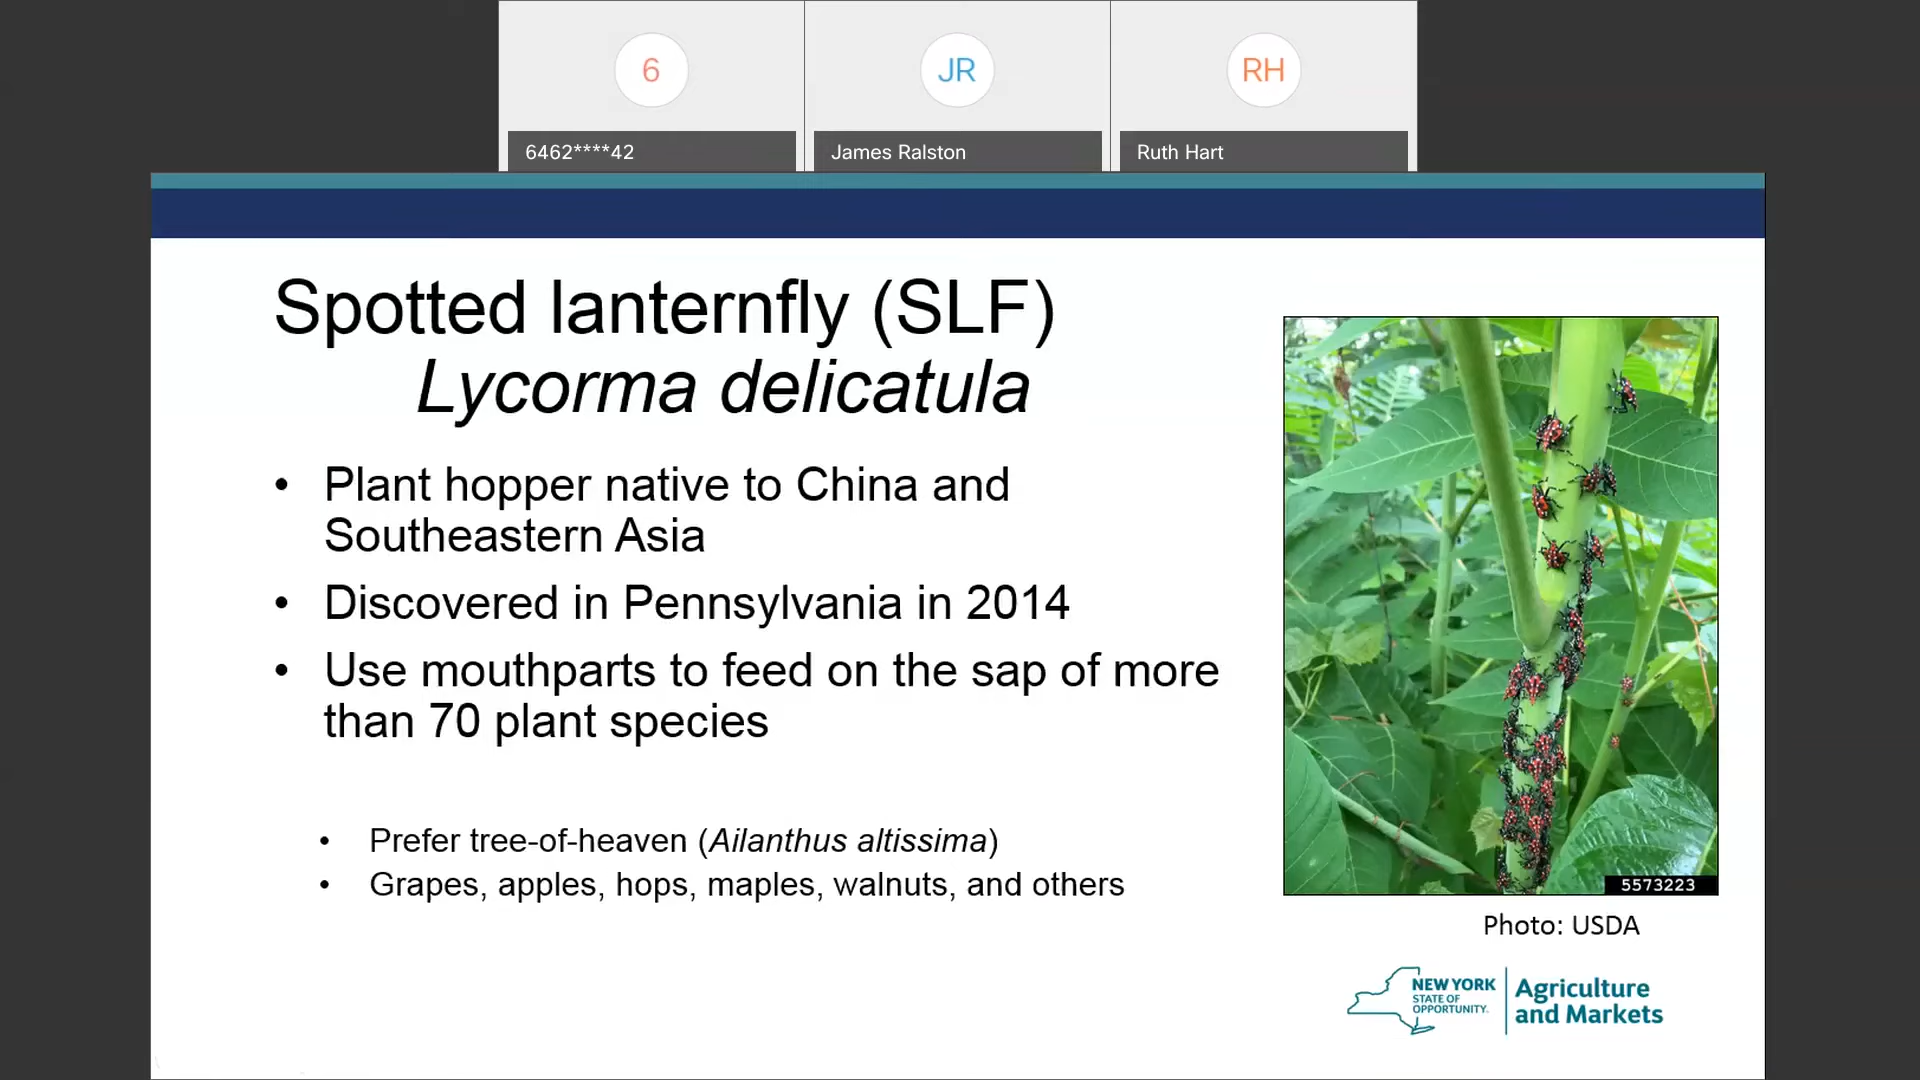 6
JR
RH
6462****42
James Ralston
Ruth Hart
Spotted lanternfly (SLF)
Lycorma delicatula
• Plant hopper native to China and
Southeastern Asia
• Discovered in Pennsylvania in 2014
• Use mouthparts to feed on the sap of more
than 70 plant species
• Prefer tree-of-heaven (Ailanthus altissima)
• Grapes, apples, hops, maples, walnuts, and others
5573223
Photo: USDA
NEW YORK
STATE OF
OPPORTUNITY.
Agriculture
and Markets